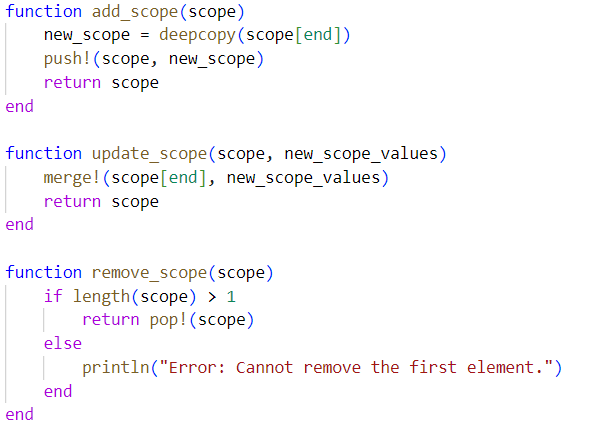 function add_scope(scope)
    new_scope = deepcopy(scope[end])
    push!(scope, new_scope)
    return scope
end

function update_scope(scope, new_scope_values)
    merge!(scope[end], new_scope_values)
    return scope
end

function remove_scope(scope)
    if length(scope) > 1
        return pop!(scope)
    else
        println("Error: Cannot remove the first element.")
    end
end